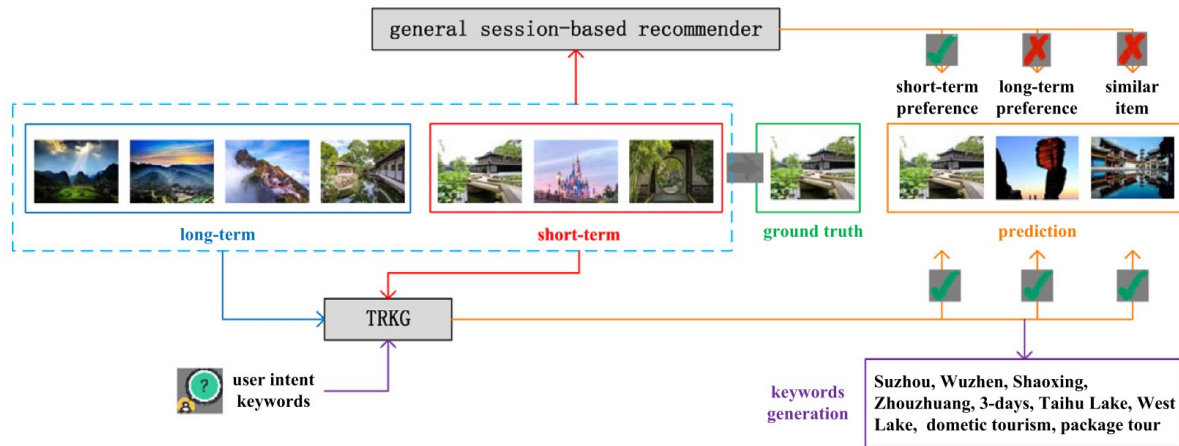 general session-based recommender
short-term
preference
long-term
preference
similar
item
long-term
short-term
ground truth
prediction
TRKG
?
user intent
keywords
keywords
generation
Suzhou, Wuzhen, Shaoxing,
Zhouzhuang, 3-days, Taihu Lake, West
Lake, dometic tourism, package tour